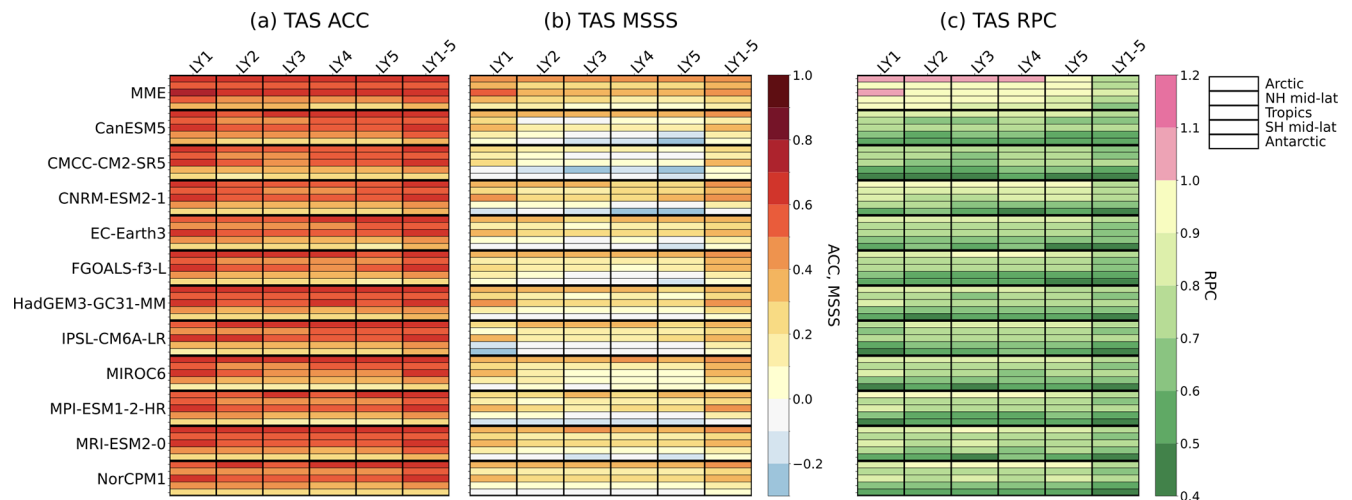 (a) TAS ACC
(b) TAS MSSS
(c) TAS RPC
LY1 LY2 LY3 LY4 LY5 LY1-5
LY1 LY2 LY3 LY4 LY5 LY1-5
LY1 LY2 LY3 LY4 LY5 LY1-5
MME
CanESM5
CMCC-CM2-SR5
CNRM-ESM2-1
EC-Earth3
FGOALS-f3-L
HadGEM3-GC31-MM
IPSL-CM6A-LR
MIROC6
MPI-ESM1-2-HR
MRI-ESM2-0
NorCPM1
1.0
0.8
0.6
0.4
0.2
0.0
−0.2
ACC, MSSS
1.2
1.1
1.0
0.9
0.8
0.7
0.6
0.5
0.4
RPC
Arctic
NH mid-lat
Tropics
SH mid-lat
Antarctic